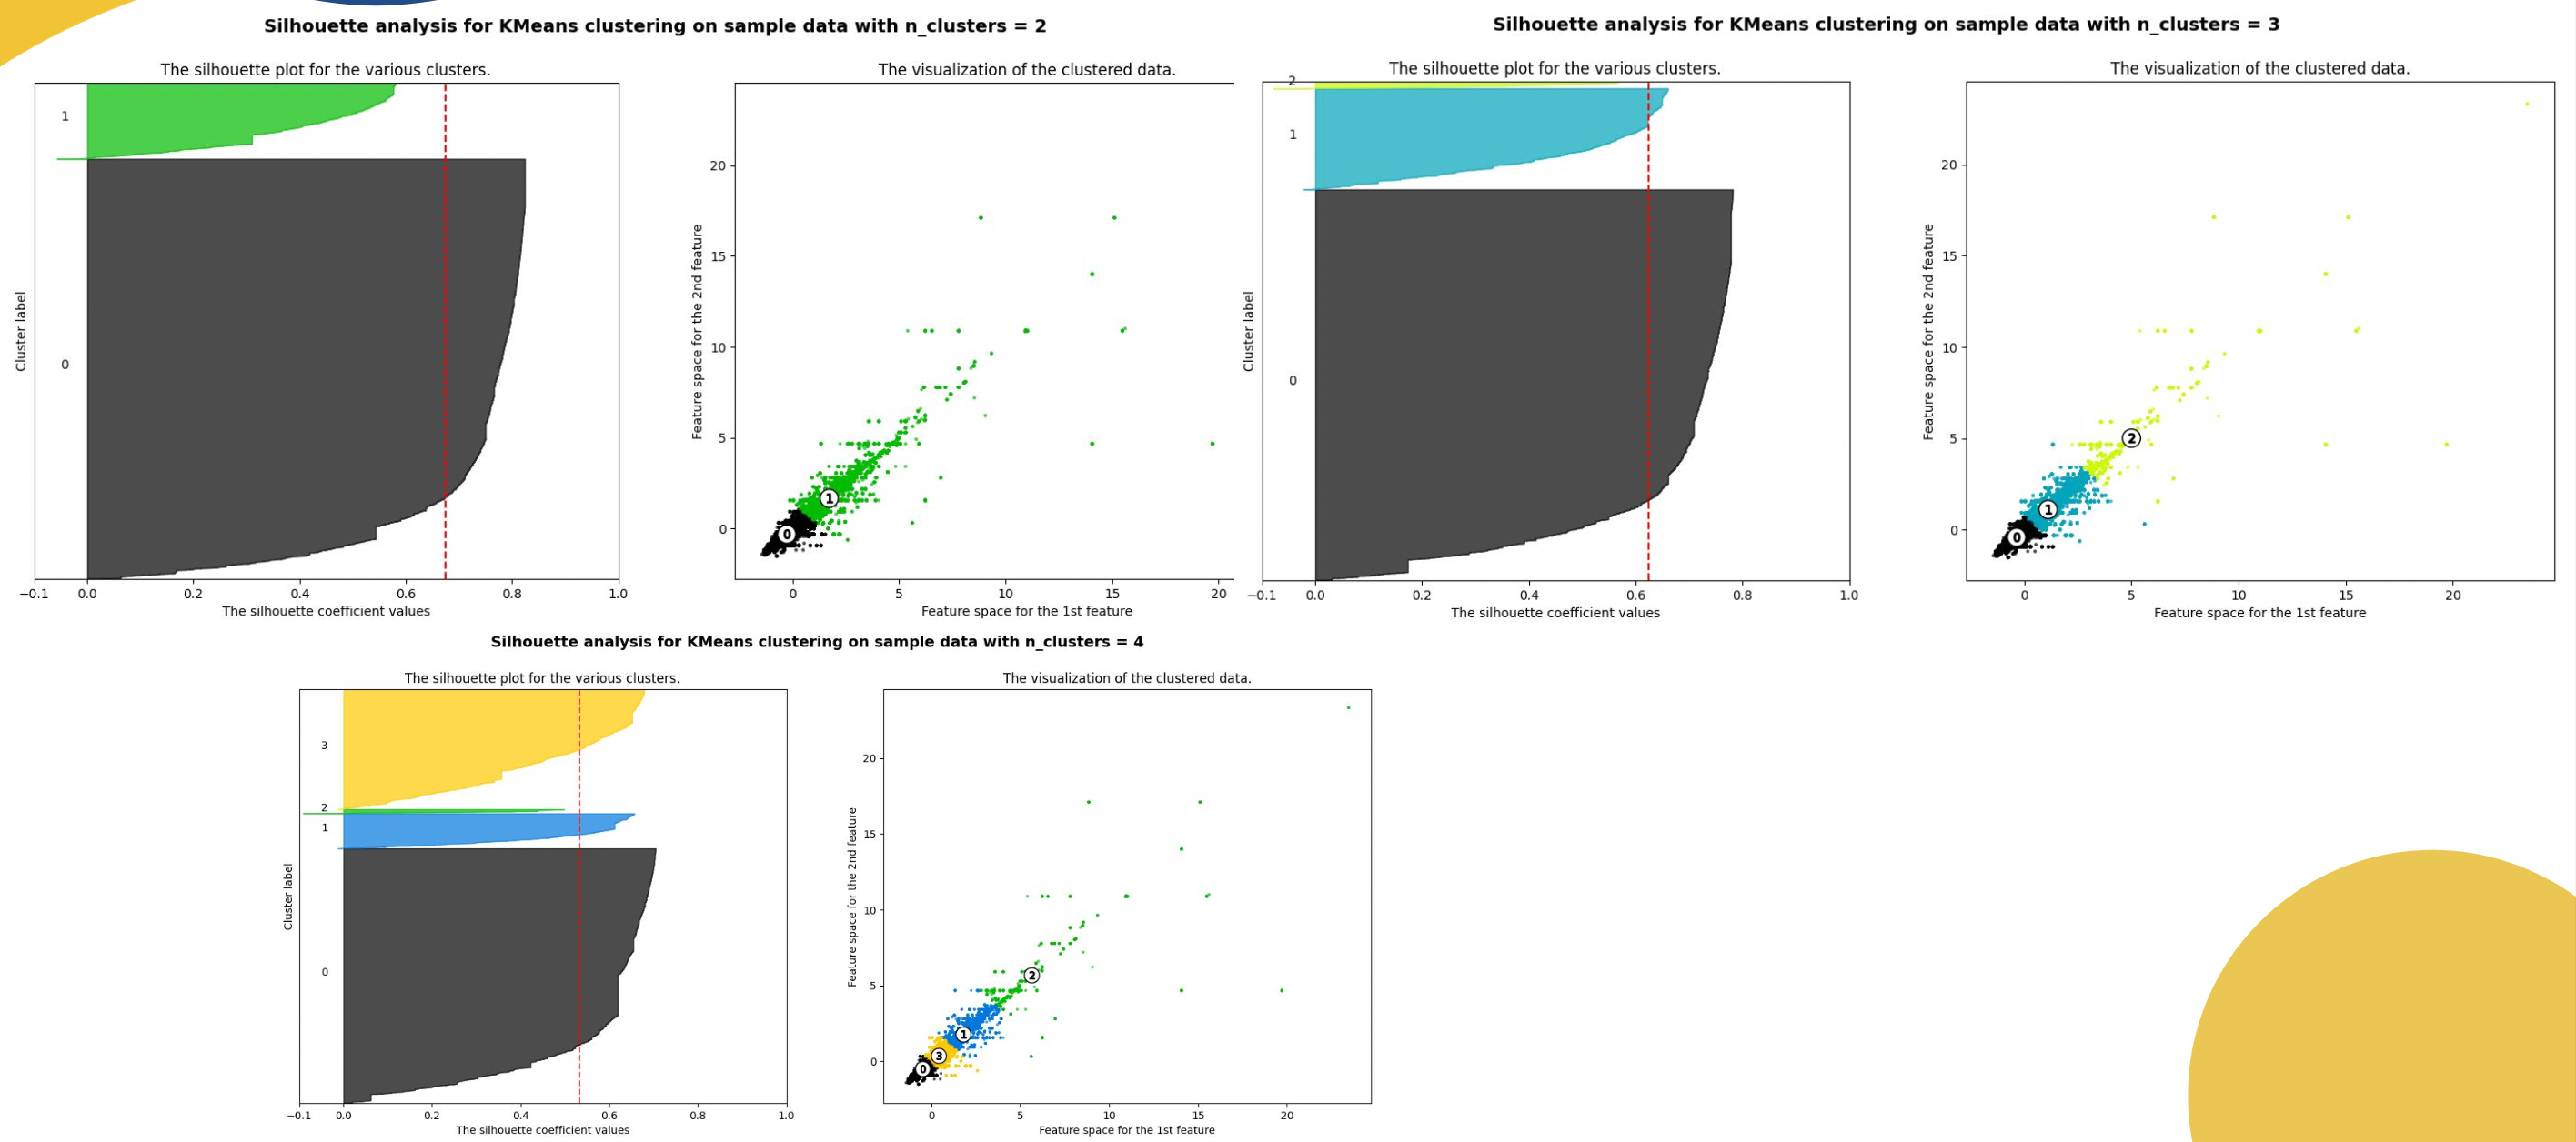 Silhouette analysis for KMeans clustering on sample data with n_clusters = 2
The silhouette plot for the various clusters.
1
0
Cluster label
−0.1 0.0 0.2 0.4 0.6 0.8 1.0
The silhouette coefficient values
The visualization of the clustered data.
20
15
10
5
0
Feature space for the 2nd feature
1
0
0 5 10 15 20
Feature space for the 1st feature
Silhouette analysis for KMeans clustering on sample data with n_clusters = 3
The silhouette plot for the various clusters.
2
1
0
Cluster label
−0.1 0.0 0.2 0.4 0.6 0.8 1.0
The silhouette coefficient values
The visualization of the clustered data.
20
15
10
5
0
Feature space for the 2nd feature
2
1
0
0 5 10 15 20
Feature space for the 1st feature
Silhouette analysis for KMeans clustering on sample data with n_clusters = 4
The silhouette plot for the various clusters.
3
2
1
0
Cluster label
−0.1 0.0 0.2 0.4 0.6 0.8 1.0
The silhouette coefficient values
The visualization of the clustered data.
20
15
10
5
0
Feature space for the 2nd feature
2
1
3
0
0 5 10 15 20
Feature space for the 1st feature